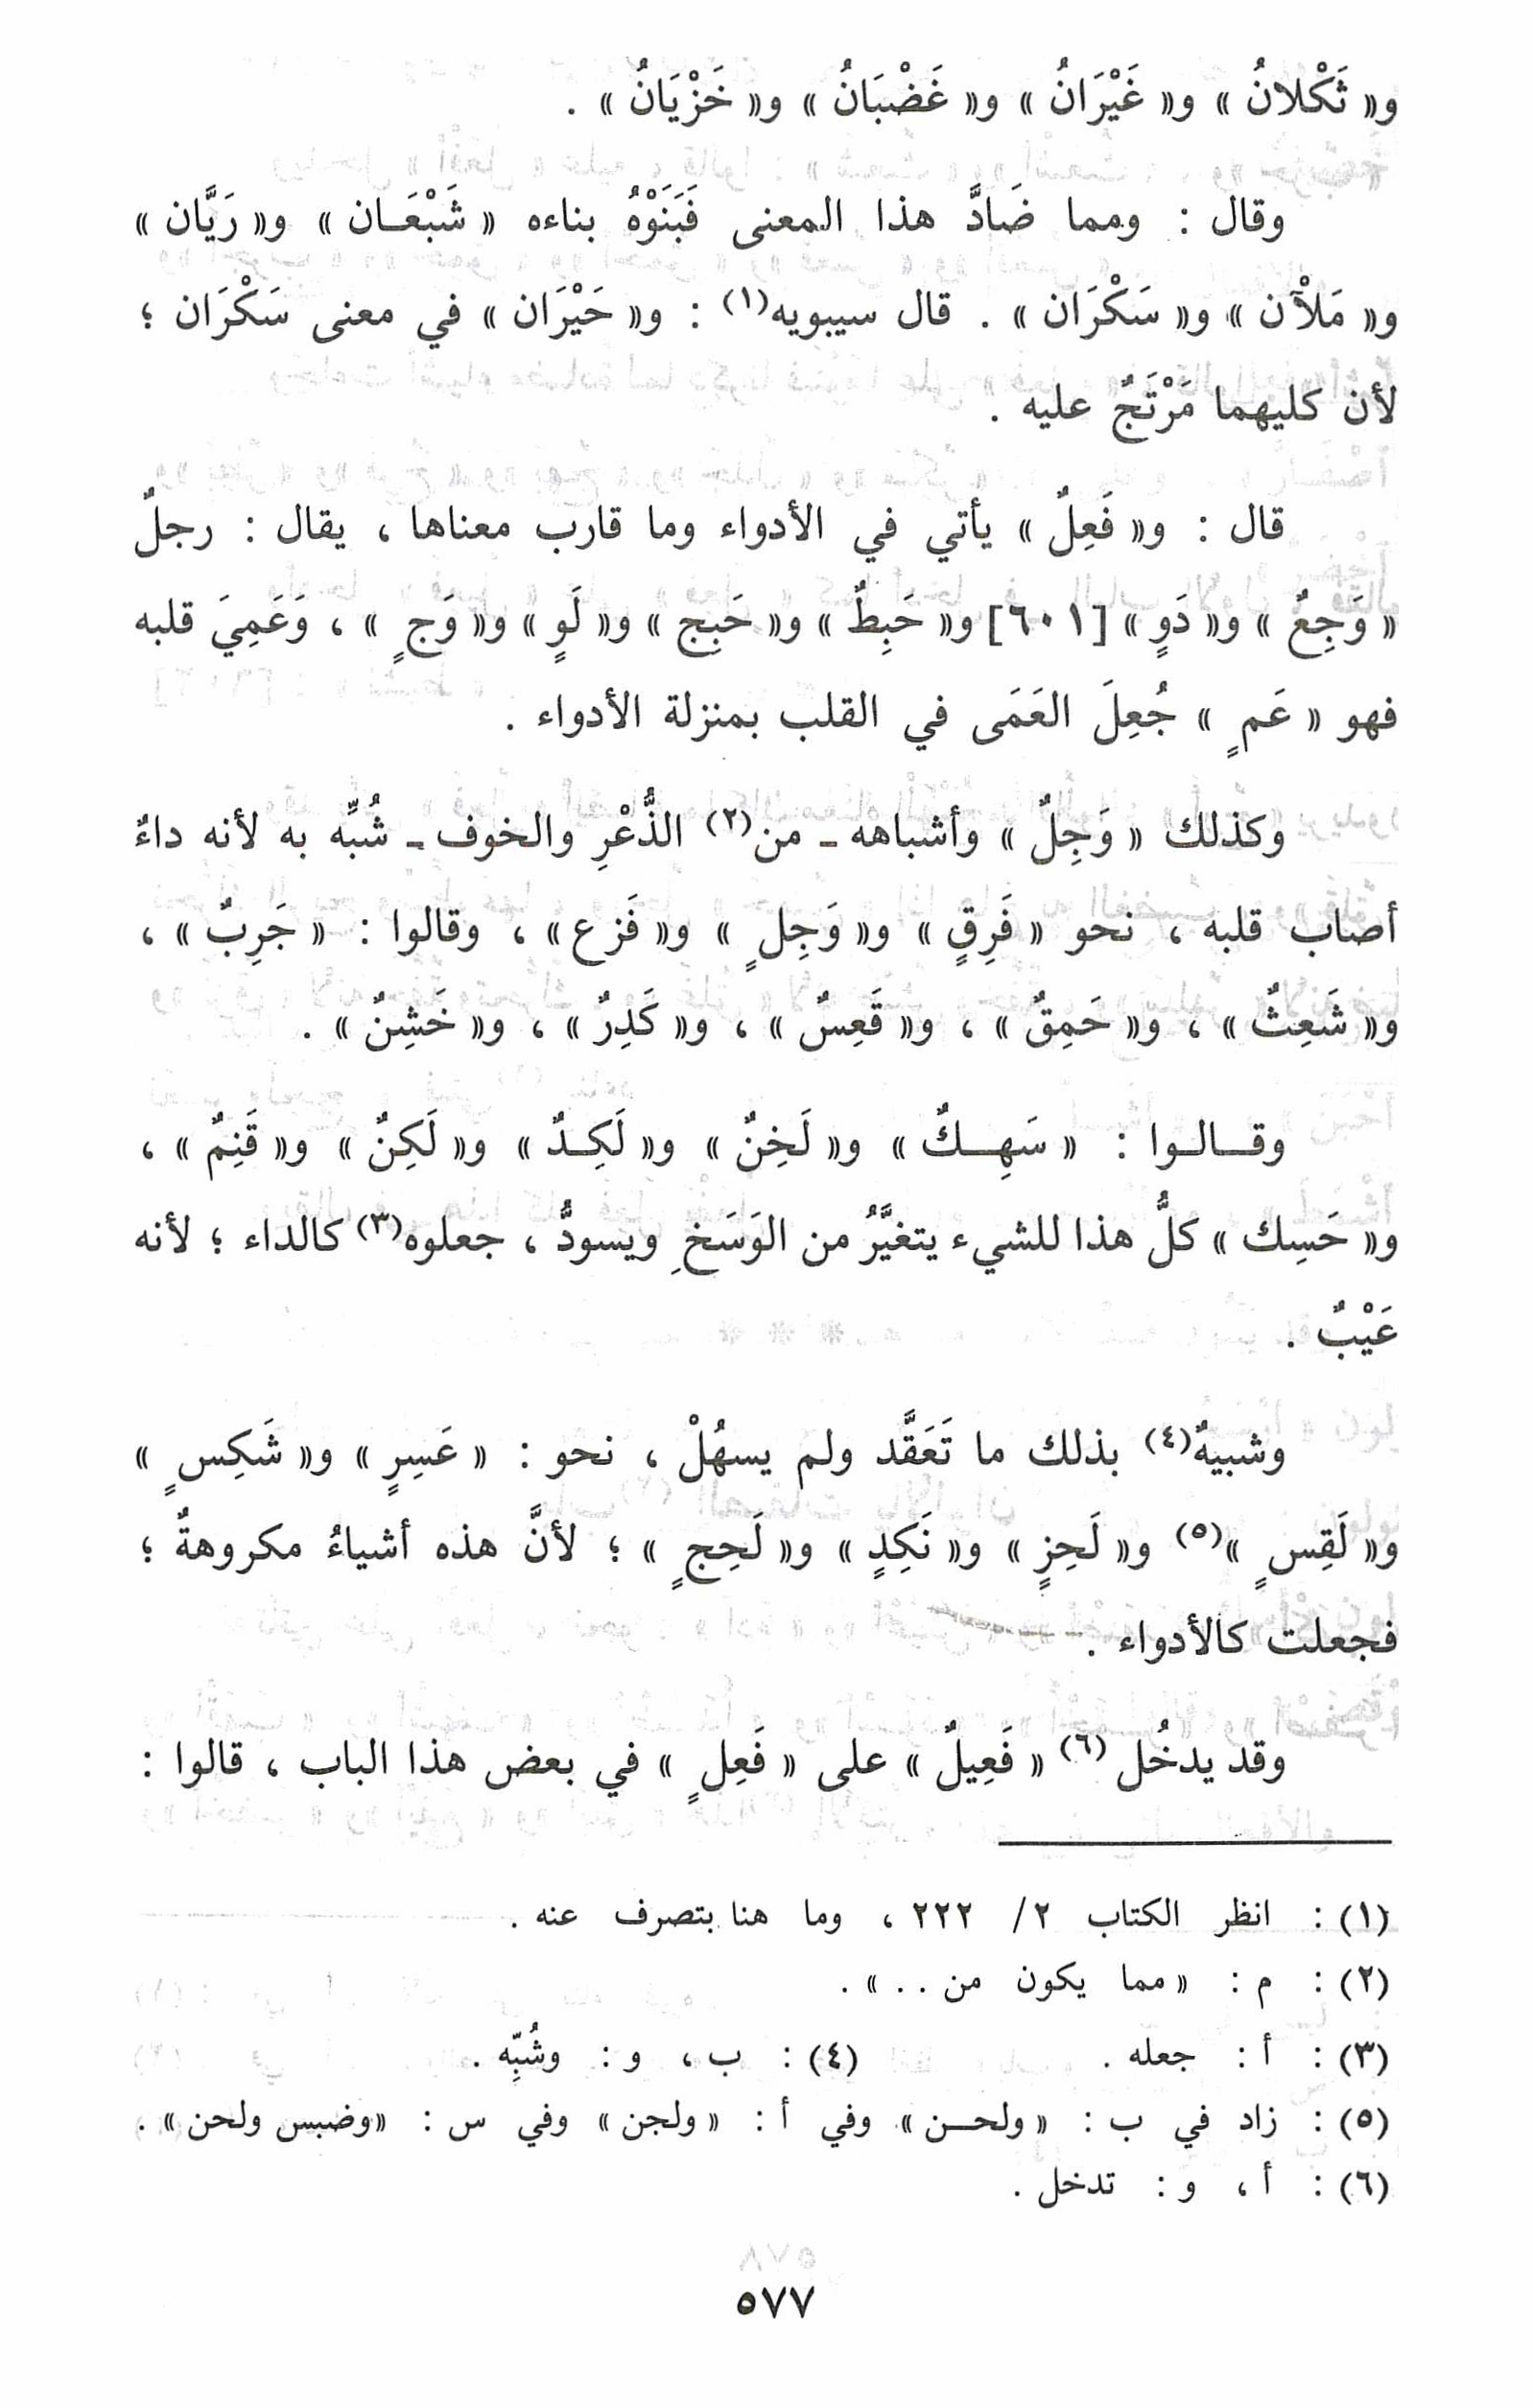 و« ثَكْلانُ » و« غَيْرَانُ » و« غَضْبَانُ » و« خَزْيَانُ » .
وقال : ومما ضَادَّ هذا المعنى فَبَنَوْهُ بناءه « شَبْعَـان » و« رَيَّان »
و« مَلْآن » و« سَكْرَان » . قال سيبويه(١) : و« حَيْرَان » في معنى سَكْرَان ؛
لأن كليهما مَرْتَجٌ عليه .
قال : و« فَعِلٌ » يأتي في الأدواء وما قارب معناها ، يقال : رجلٌ
« وَجِعٌ » و« دَوٍ » [٦٠١] و« حَبِطٌ » و« حَبِج » و« لَوٍ » و« وَجٍ » ، وَعَمِيَ قلبه
فهو « عَمٍ » جُعِلَ العَمَى في القلب بمنزلة الأدواء .
وكذلك « وَجِلٌ » وأشباهه - من(٢) الذُّعْرِ والخوف - شُبِّه به لأنه داءٌ
أصاب قلبه ، نحو « فَرِقٍ » و« وَجِلٍ » و« فَزِع » ، وقالوا : « جَرِبٌ » ،
و« شَعِثٌ » ، و« حَمِقٌ » ، و« قَعِسٌ » ، و« كَدِرٌ » ، و« خَشِنٌ » .
وقـالـوا : « سَهِـكٌ » و« لَخِنٌ » و« لَكِـدٌ » و« لَكِنٌ » و« قَنِمٌ » ،
و« حَسِك » كلُّ هذا للشيء يتغيَّرُ من الوَسَخِ ويسودُّ ، جعلوه(٣) كالداء ؛ لأنه
عَيْبٌ .
وشبيهٌ(٤) بذلك ما تَعَقَّد ولم يسهُلْ ، نحو : « عَسِرٍ » و« شَكِسٍ »
و« لَقِسٍ »(٥) و« لَحِزٍ » و« نَكِدٍ » و« لَحِجٍ » ؛ لأنَّ هذه أشياءُ مكروهةٌ ؛
فجعلت كالأدواء .
وقد يدخُل (٦) « فَعِيلٌ » على « فَعِلٍ » في بعض هذا الباب ، قالوا :
(١) : انظر الكتاب ٢/ ٢٢٢ ، وما هنا بتصرف عنه .
(٢) : م : « مما يكون من . . » .
(٣) : أ : جعله . (٤) : ب ، و : وشُبِّه .
(٥) : زاد في ب : « ولحـن » وفي أ : « ولجن » وفي س : «وضبس ولحن» .
(٦) : أ ، و : تدخل .
٥٧٧